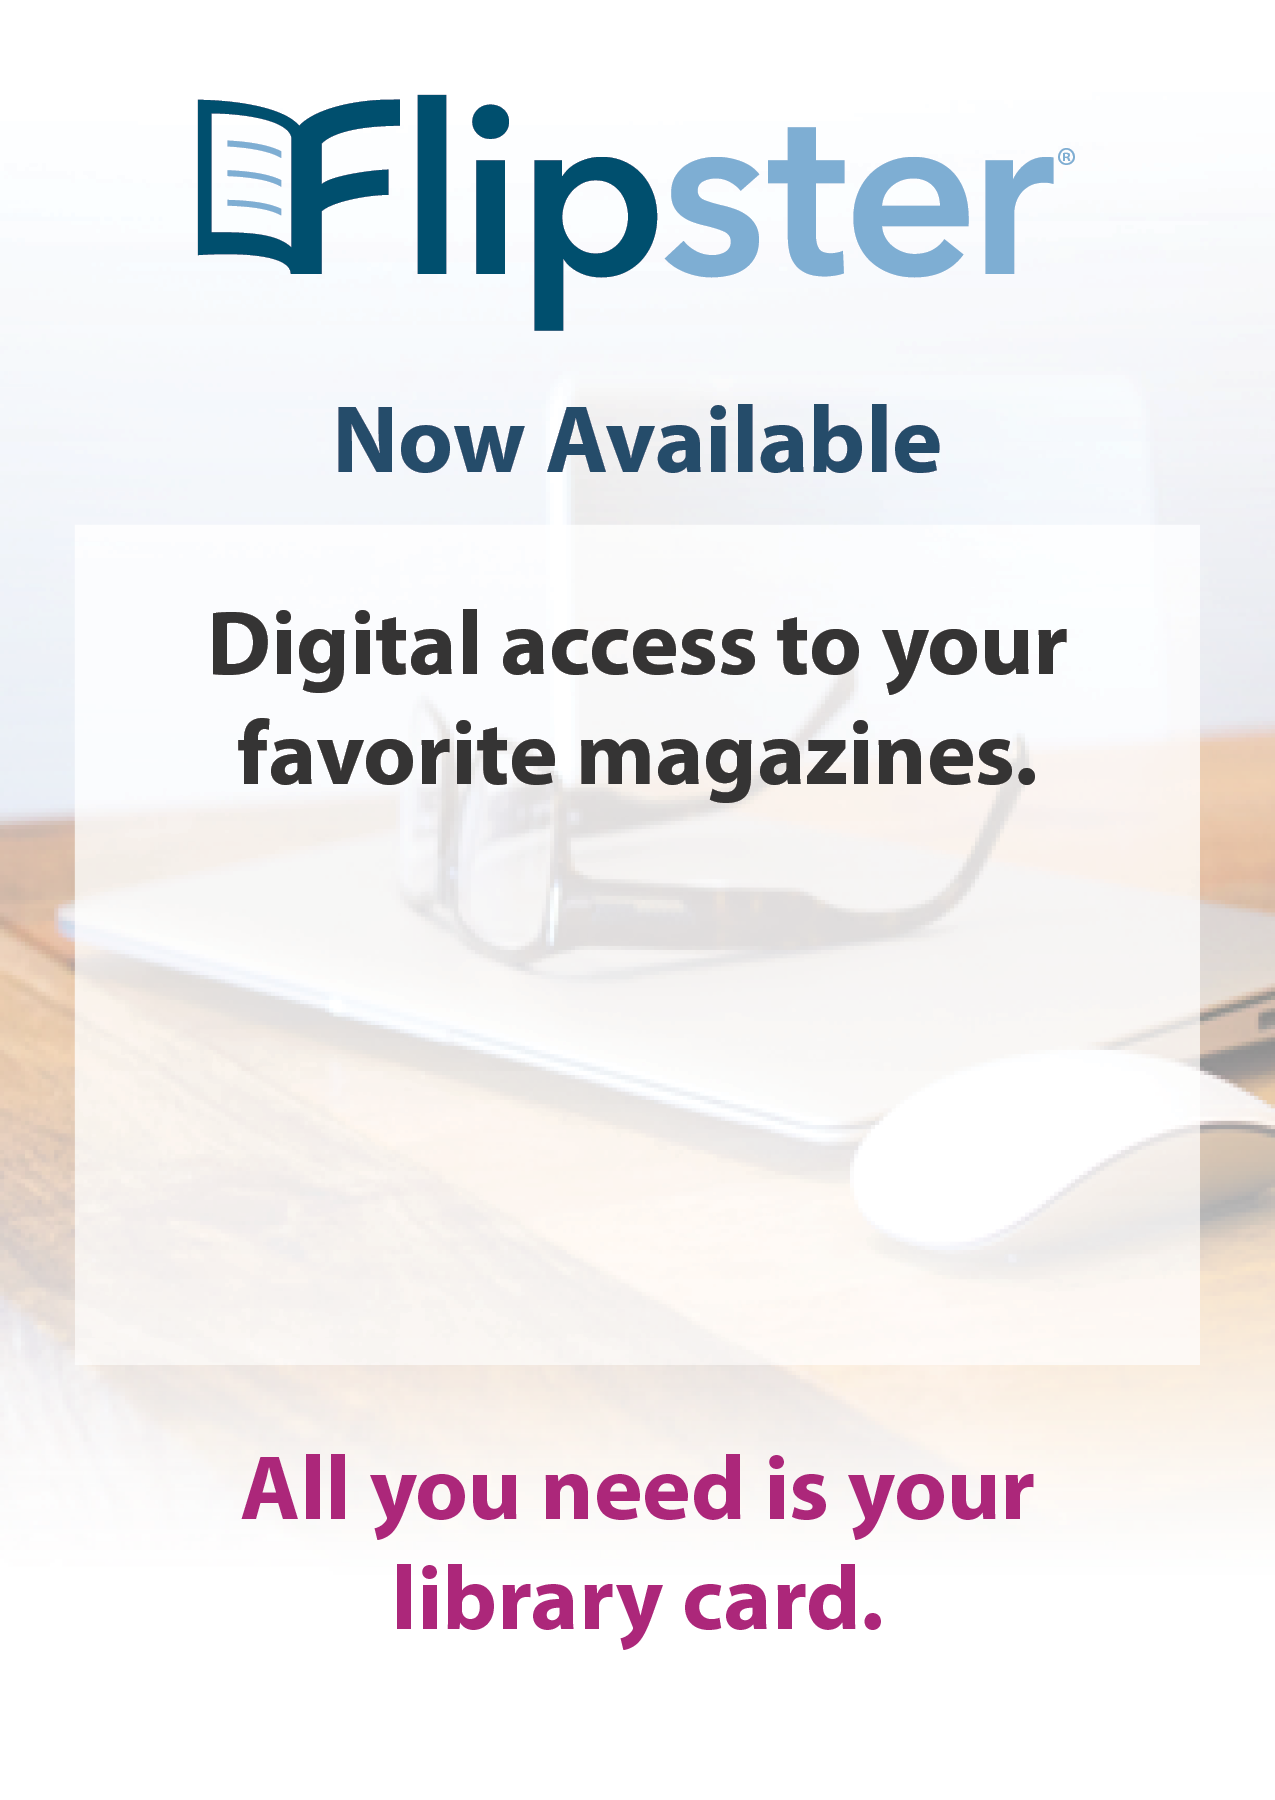 Flipster®
Now Available
Digital access to your
favorite magazines.
All you need is your
library card.